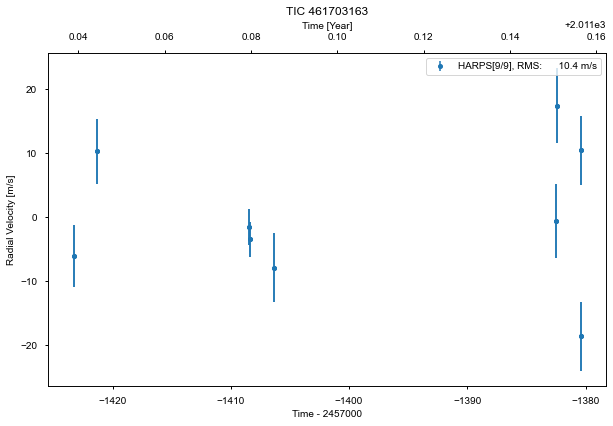 TIC 461703163
Time [Year]
+2.011e3
0.04 0.06 0.08 0.10 0.12 0.14 0.16
HARPS[9/9], RMS: 10.4 m/s
Radial Velocity [m/s]
20
10
0
−10
−20
−1420 −1410 −1400 −1390 −1380
Time - 2457000